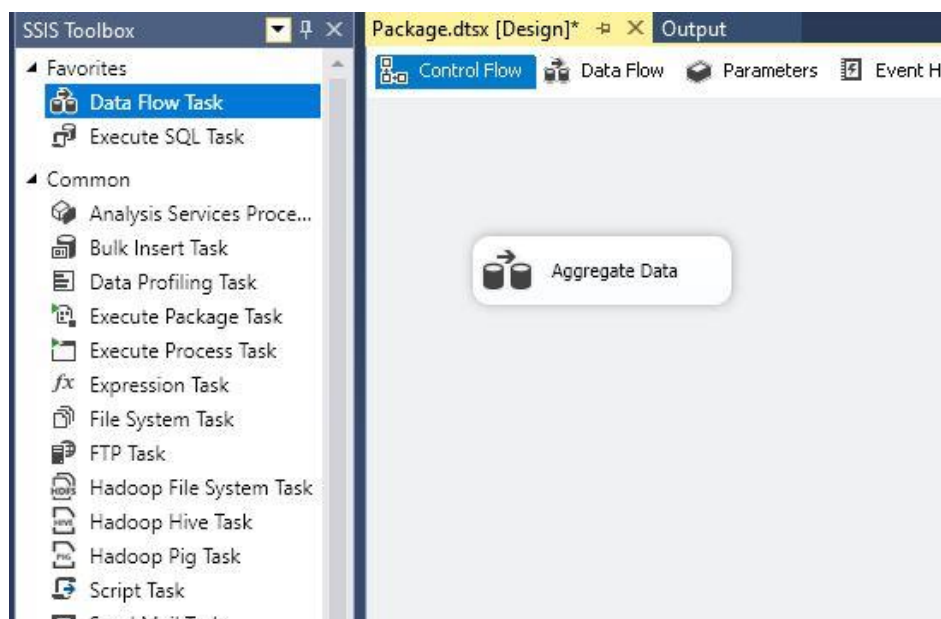 SSIS Toolbox
Favorites
Data Flow Task
Execute SQL Task
Common
Analysis Services Proce...
Bulk Insert Task
Data Profiling Task
Execute Package Task
Execute Process Task
fx Expression Task
File System Task
FTP Task
Hadoop File System Task
Hadoop Hive Task
Hadoop Pig Task
Script Task
Package.dtsx [Design]* Output
Control Flow Data Flow Parameters Event H
Aggregate Data